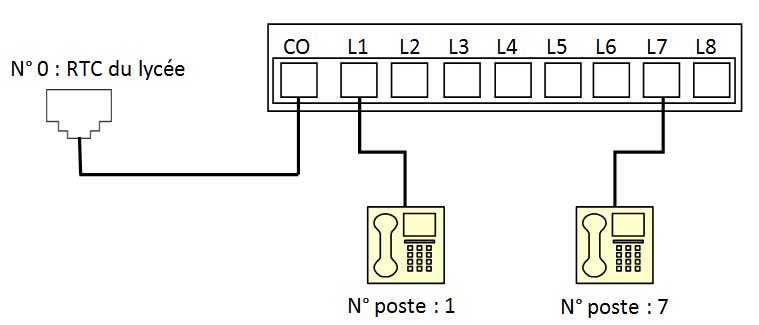 CO L1 L2 L3 L4 L5 L6 L7 L8
N° 0 : RTC du lycée
N° poste : 1
N° poste : 7